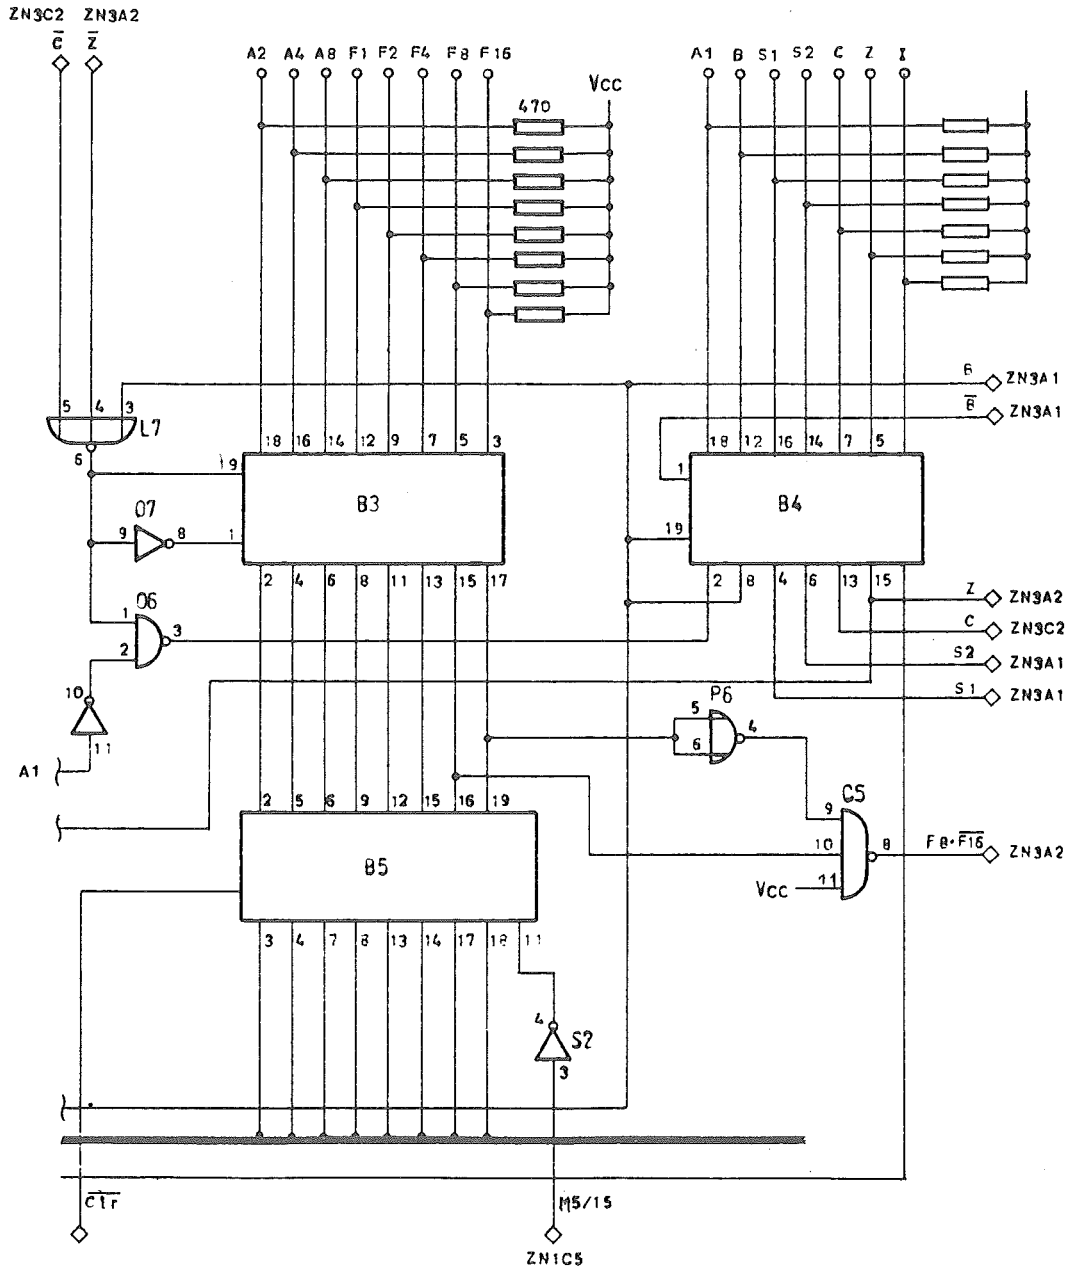 ZN3C2 ZN3A2
C̅ Z̅
A2 A4 A8 F1 F2 F4 F8 F16
A1 B S1 S2 C Z I
Vcc
470
5 4 3
L7
6
B ZN3A1
B̅ ZN3A1
18 16 14 12 9 7 5 3
18 12 16 14 7 5
19
B3
1
B4
07
9 8 1
19
2 4 6 8 11 13 15 17
2 8 4 6 13 15
06
1
3
2
Z ZN3A2
C ZN3C2
S2 ZN3A1
S1 ZN3A1
10
11
A1
P6
5
4
6
2 5 6 9 12 15 16 19
C5
9
10
8
F8·F̅1̅6̅ ZN3A2
Vcc 11
B5
3 4 7 8 13 14 17 18 11
4
S2
3
C̅l̅r̅
M5/15
ZN1C5